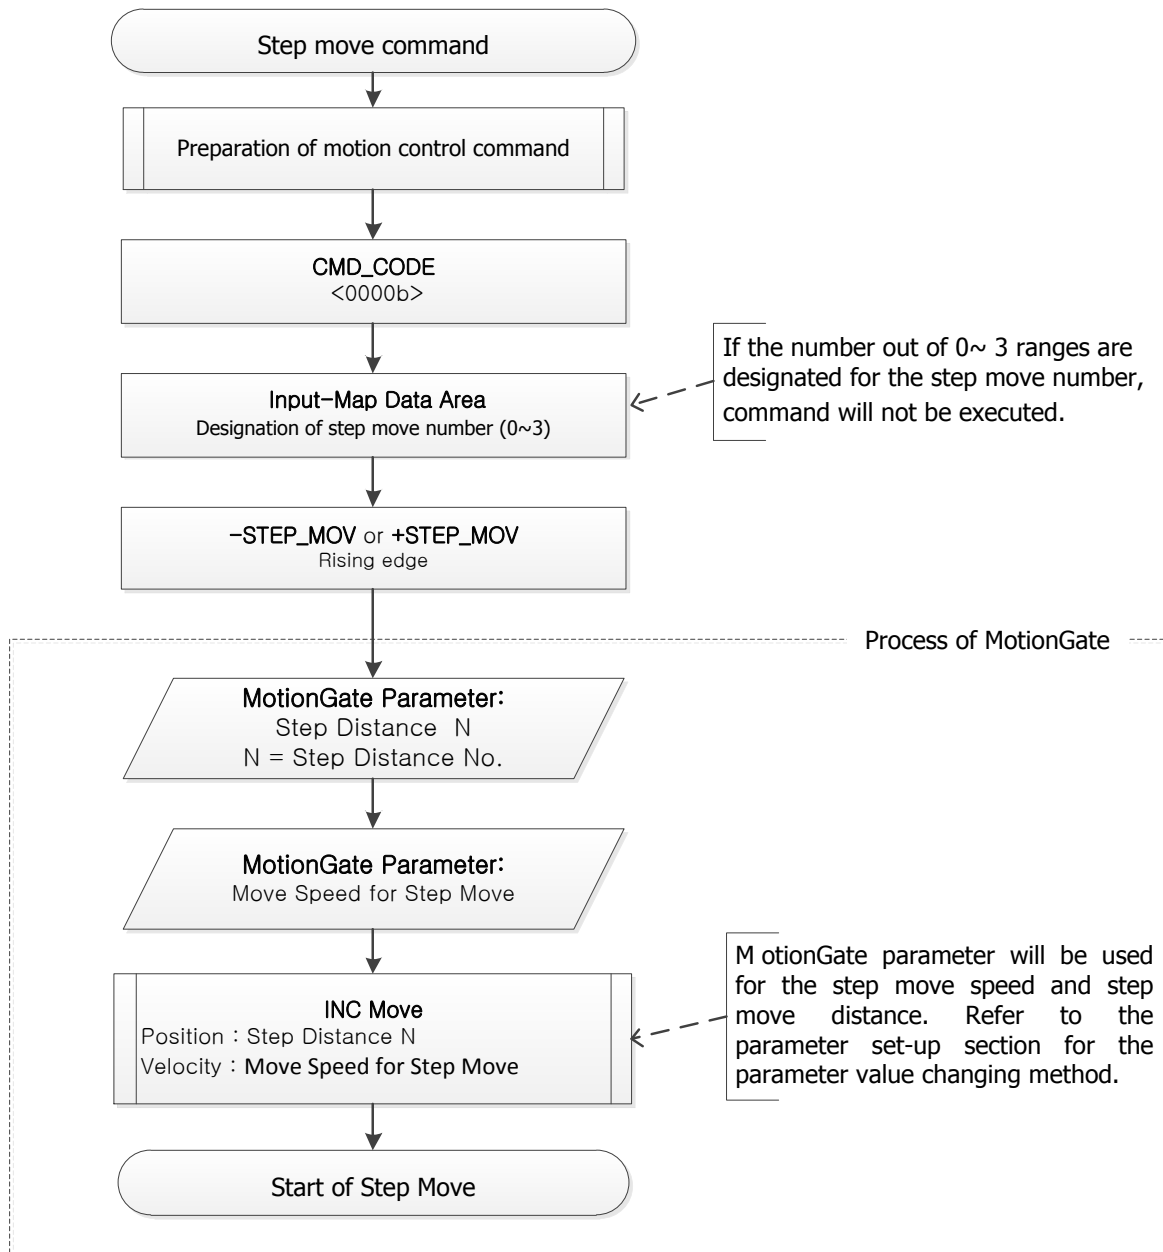 Step move command
Preparation of motion control command
CMD_CODE
<0000b>
If the number out of 0~ 3 ranges are
designated for the step move number,
command will not be executed.
Input-Map Data Area
Designation of step move number (0~3)
-STEP_MOV or +STEP_MOV
Rising edge
Process of MotionGate
MotionGate Parameter:
Step Distance N
N = Step Distance No.
MotionGate Parameter:
Move Speed for Step Move
M otionGate parameter will be used
for the step move speed and step
move distance. Refer to the
parameter set-up section for the
parameter value changing method.
INC Move
Position : Step Distance N
Velocity : Move Speed for Step Move
Start of Step Move